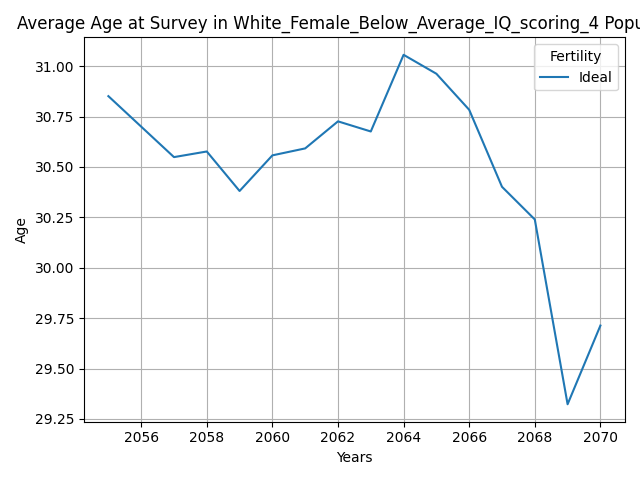 Average Age at Survey in White_Female_Below_Average_IQ_scoring_4 Popu
Fertility
Ideal
31.00
30.75
30.50
30.25
30.00
29.75
29.50
29.25
Age
2056 2058 2060 2062 2064 2066 2068 2070
Years